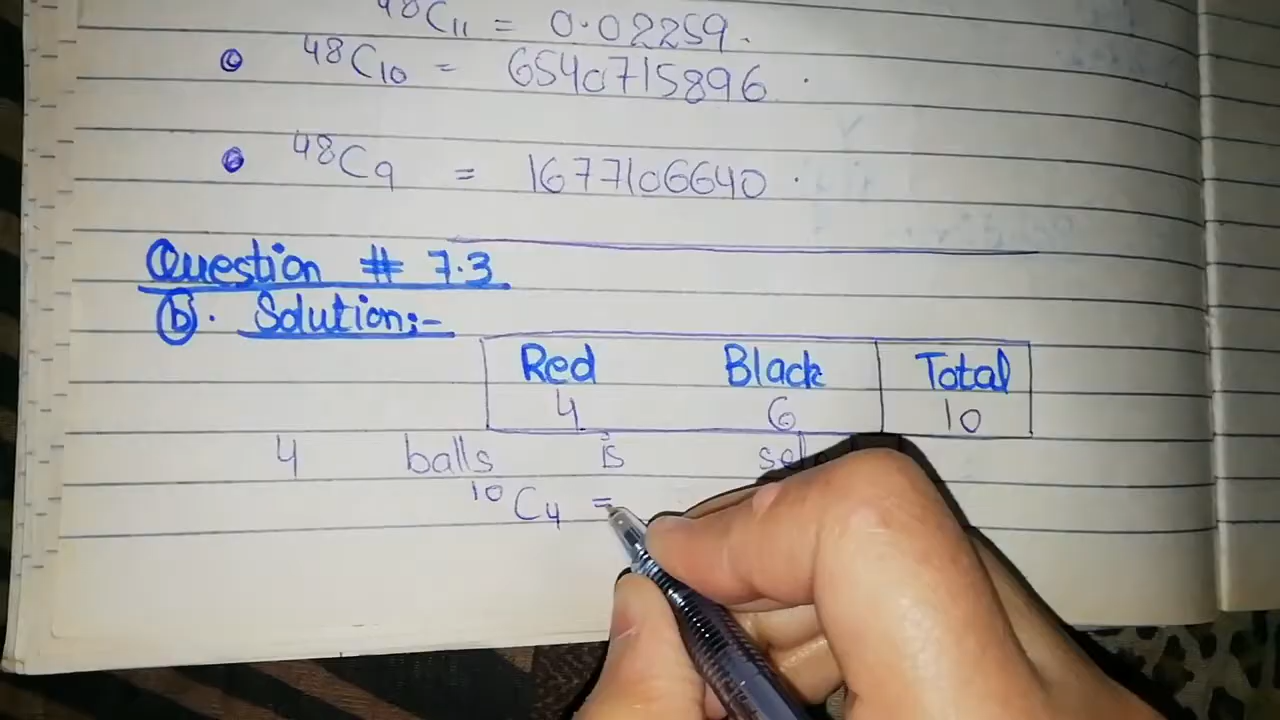 48C11 = 0.02259.
48C10 = 6540715896.
48C9 = 1677106640.
Question # 7.3
(b). Solution:-
Red Black Total
4 6 10
4 balls is
10C4 =